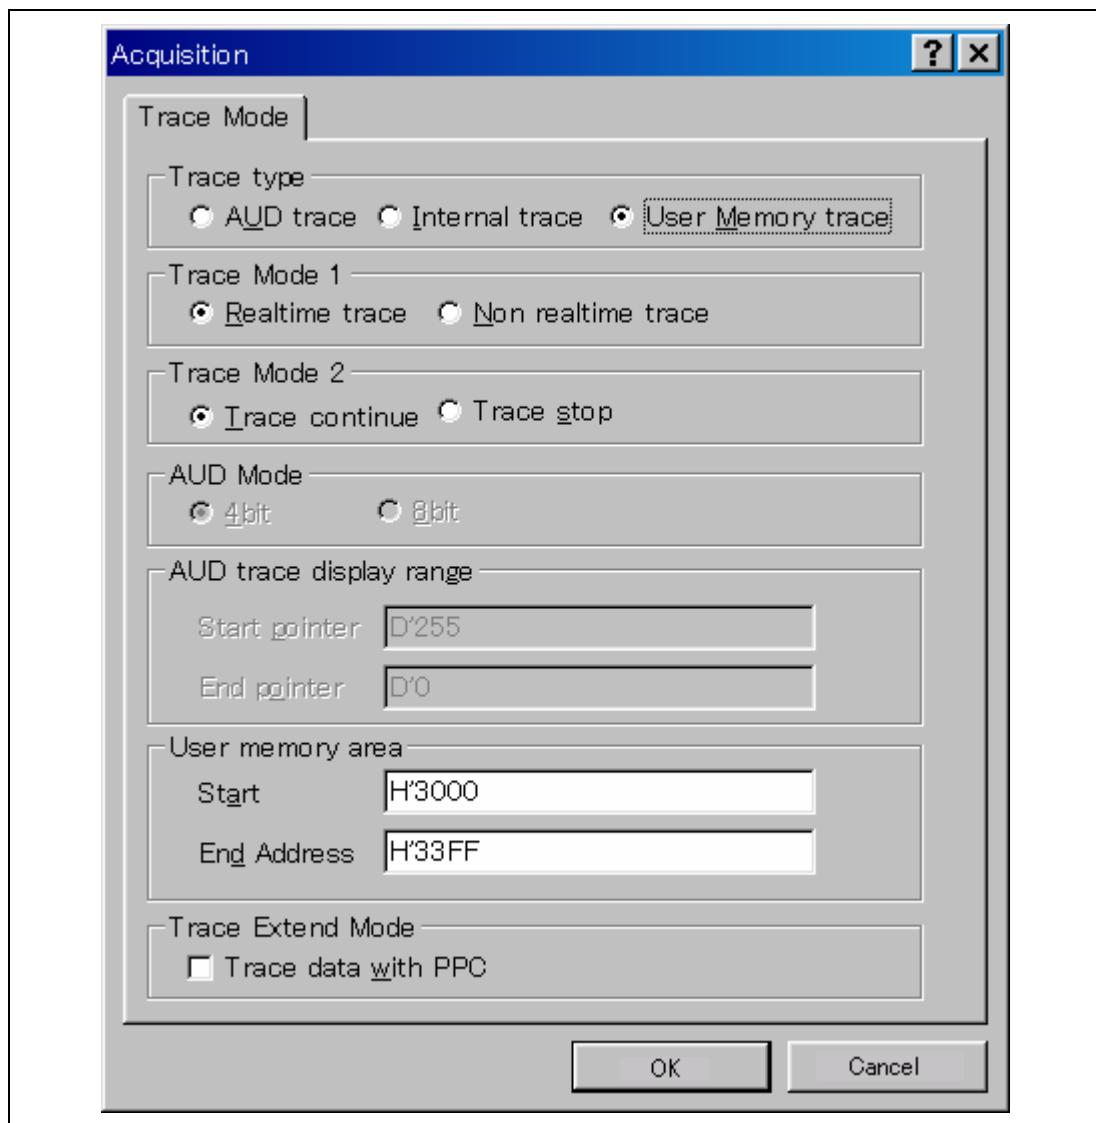 Acquisition
Trace Mode
Trace type
AUD trace Internal trace User Memory trace
Trace Mode 1
Realtime trace Non realtime trace
Trace Mode 2
Trace continue Trace stop
AUD Mode
4bit 8bit
AUD trace display range
Start pointer D'255
End pointer D'0
User memory area
Start H'3000
End Address H'33FF
Trace Extend Mode
Trace data with PPC
OK Cancel